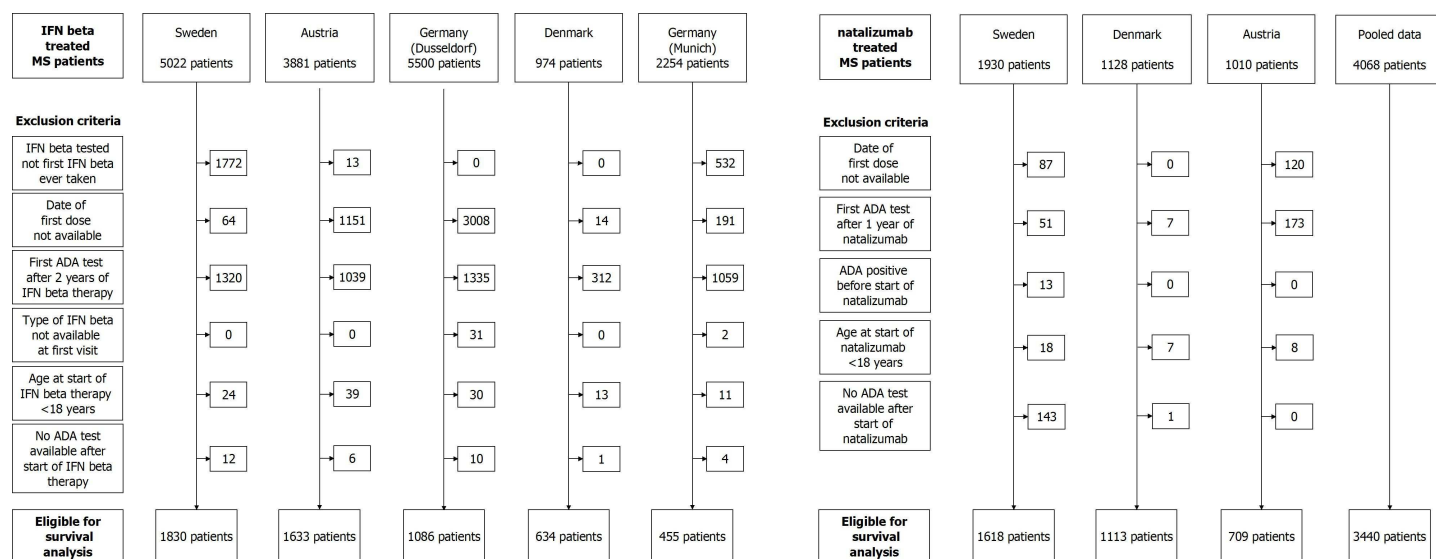 IFN beta
treated
MS patients
Sweden
5022 patients
Austria
3881 patients
Germany
(Dusseldorf)
5500 patients
Denmark
974 patients
Germany
(Munich)
2254 patients
Exclusion criteria
IFN beta tested
not first IFN beta
ever taken
1772
13
0
0
532
Date of
first dose
not available
64
1151
3008
14
191
First ADA test
after 2 years of
IFN beta therapy
1320
1039
1335
312
1059
Type of IFN beta
not available
at first visit
0
0
31
0
2
Age at start of
IFN beta therapy
<18 years
24
39
30
13
11
No ADA test
available after
start of IFN beta
therapy
12
6
10
1
4
Eligible for
survival
analysis
1830 patients
1633 patients
1086 patients
634 patients
455 patients
natalizumab
treated
MS patients
Sweden
1930 patients
Denmark
1128 patients
Austria
1010 patients
Pooled data
4068 patients
Exclusion criteria
Date of
first dose
not available
87
0
120
First ADA test
after 1 year of
natalizumab
51
7
173
ADA positive
before start of
natalizumab
13
0
0
Age at start of
natalizumab
<18 years
18
7
8
No ADA test
available after
start of
natalizumab
143
1
0
Eligible for
survival
analysis
1618 patients
1113 patients
709 patients
3440 patients